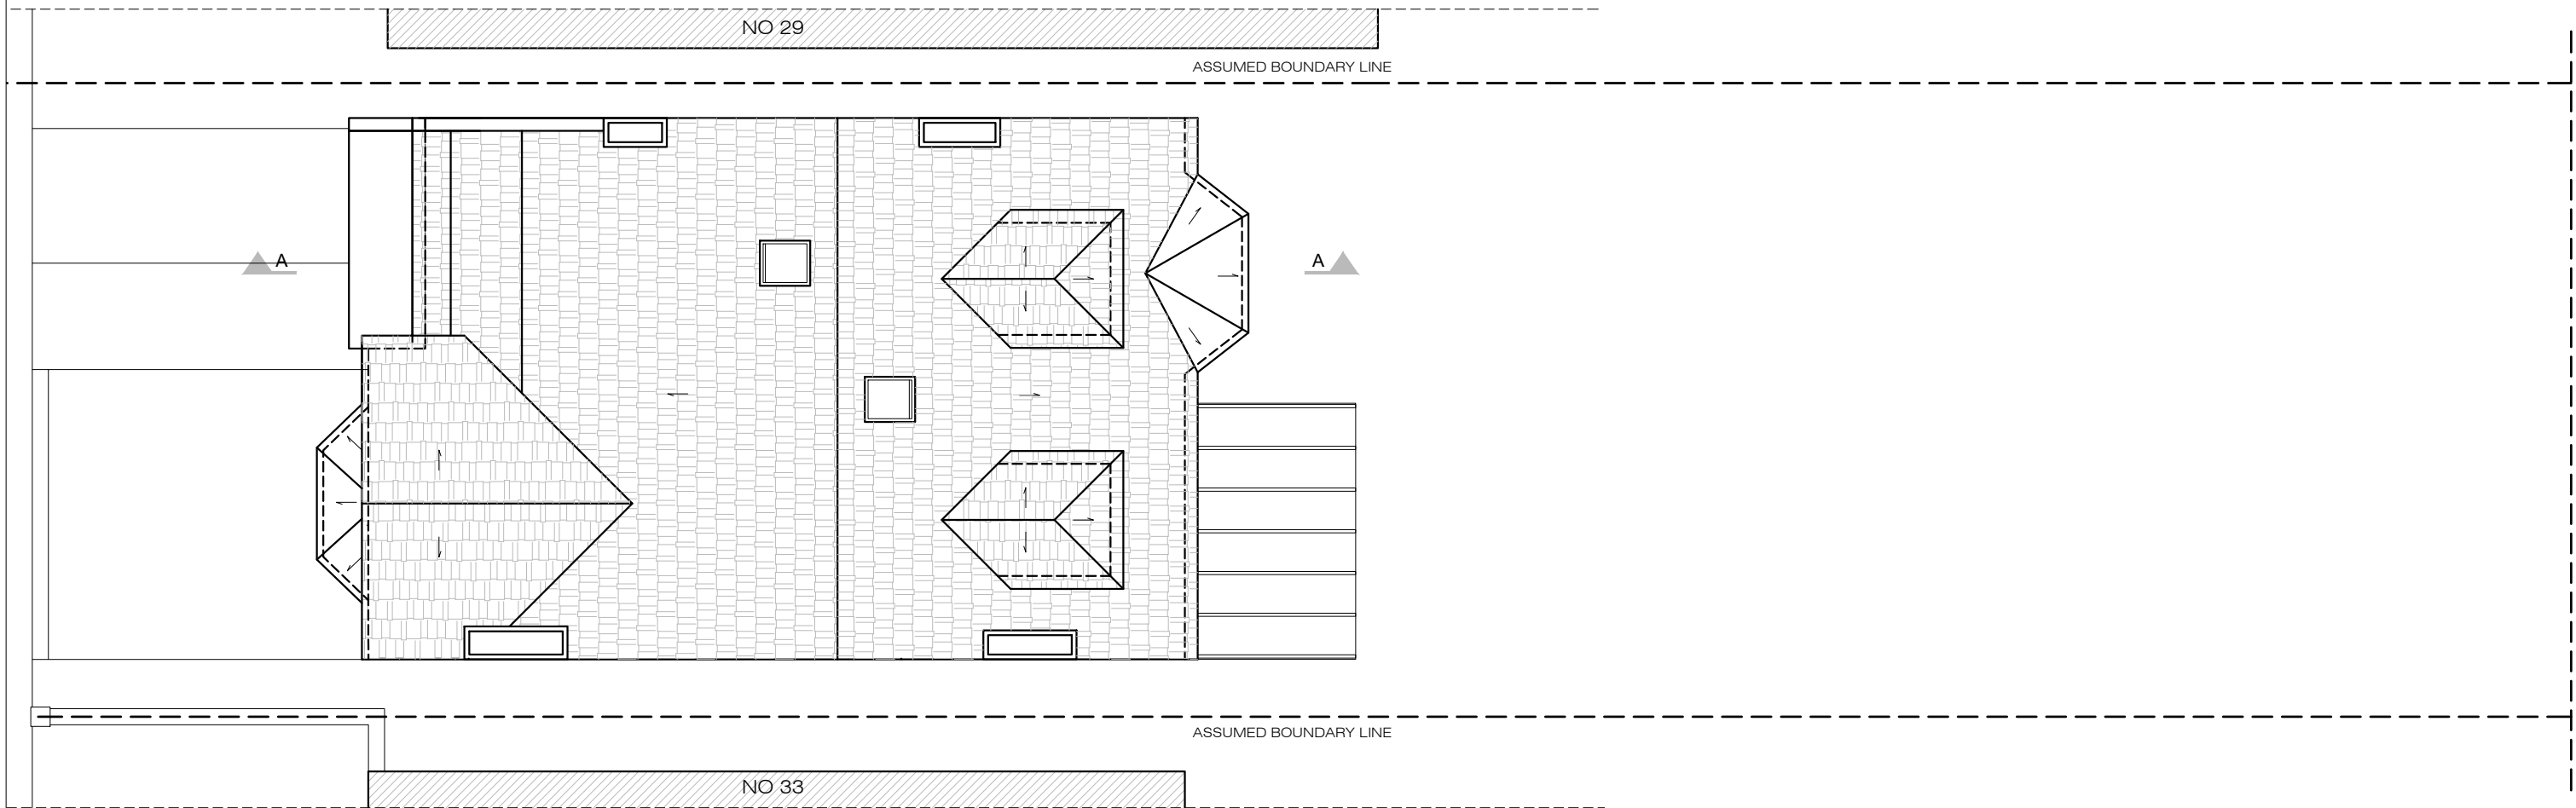 NO 29
ASSUMED BOUNDARY LINE
A
A
ASSUMED BOUNDARY LINE
NO 33